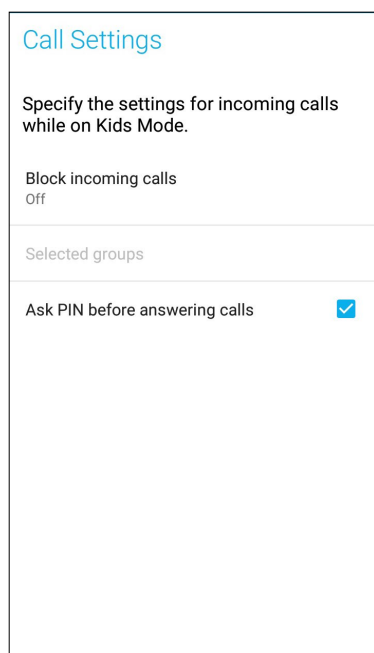 Call Settings
Specify the settings for incoming calls
while on Kids Mode.
Block incoming calls
Off
Selected groups
Ask PIN before answering calls